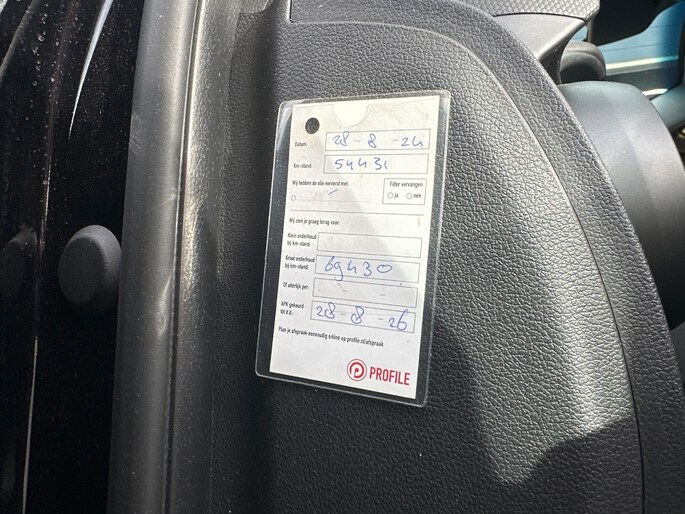 Datum: 28 - 8 - 24
Km-stand: 54431
Wij hebben de olie ververst met:
Filter vervangen
ja nee
Wij zien je graag terug voor:
Klein onderhoud
bij km-stand:
Groot onderhoud
bij km-stand: 69430
Of uiterlijk per:
APK gekeurd
tot d.d.: 28 - 8 - 26
Plan je afspraak eenvoudig online op profile.nl/afspraak
PROFILE